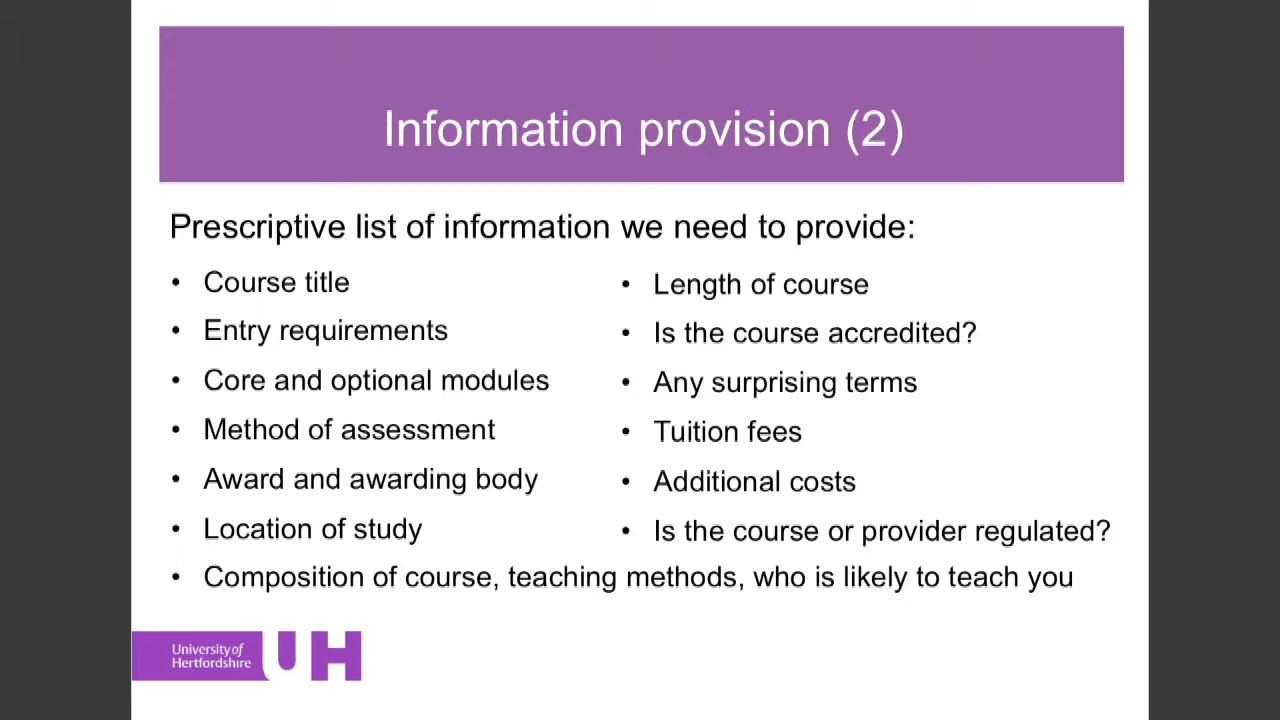 Information provision (2)
Prescriptive list of information we need to provide:
• Course title
• Entry requirements
• Core and optional modules
• Method of assessment
• Award and awarding body
• Location of study
• Length of course
• Is the course accredited?
• Any surprising terms
• Tuition fees
• Additional costs
• Is the course or provider regulated?
• Composition of course, teaching methods, who is likely to teach you
University of
Hertfordshire
UH